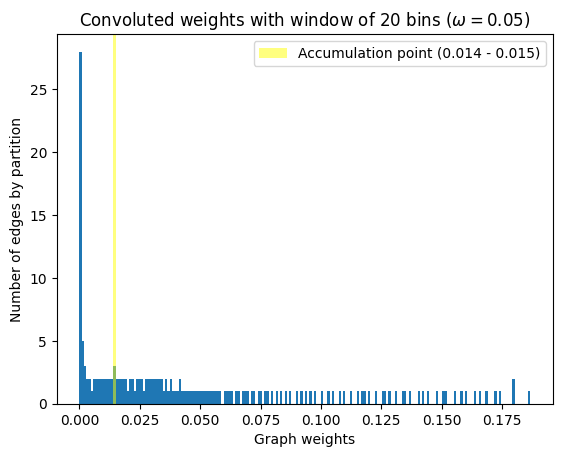 Convoluted weights with window of 20 bins (ω = 0.05)
Accumulation point (0.014 - 0.015)
Number of edges by partition
25
20
15
10
5
0
0.000 0.025 0.050 0.075 0.100 0.125 0.150 0.175
Graph weights